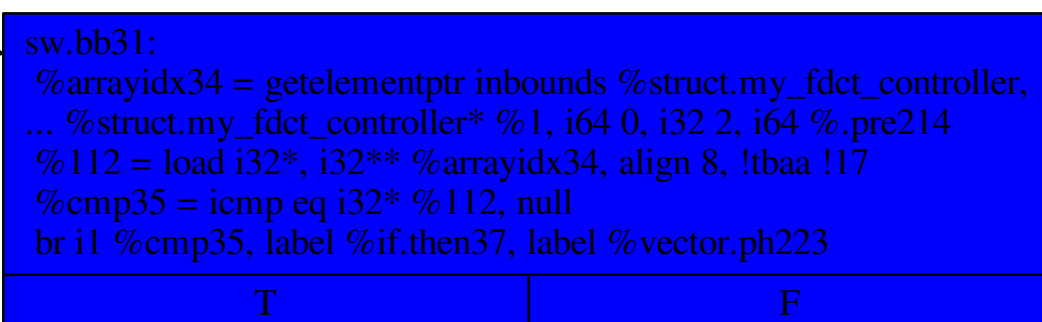 sw.bb31:
%arrayidx34 = getelementptr inbounds %struct.my_fdct_controller,
... %struct.my_fdct_controller* %1, i64 0, i32 2, i64 %.pre214
%112 = load i32*, i32** %arrayidx34, align 8, !tbaa !17
%cmp35 = icmp eq i32* %112, null
br i1 %cmp35, label %if.then37, label %vector.ph223
T F